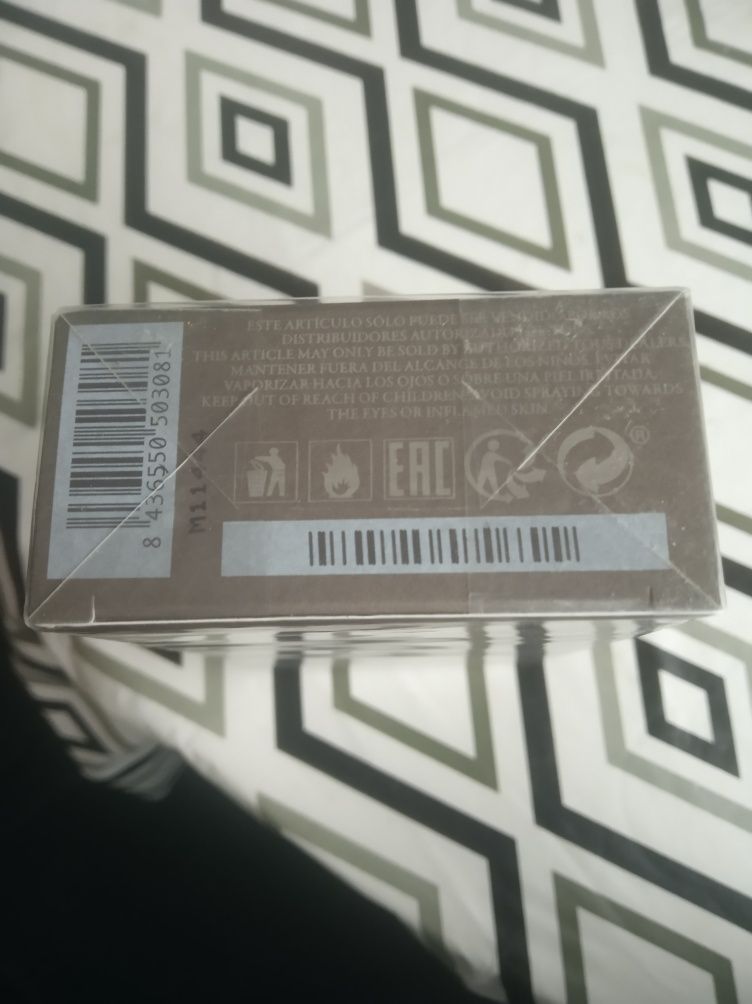 ESTE ARTÍCULO SÓLO PUEDE SER VENDIDO
DISTRIBUIDORES AUTORIZADOS
THIS ARTICLE MAY ONLY BE SOLD BY AUTHORIZED TOUS DEALERS
MANTENER FUERA DEL ALCANCE DE LOS NIÑOS. EVITAR
VAPORIZAR HACIA LOS OJOS O SOBRE UNA PIEL IRRITADA.
KEEP OUT OF REACH OF CHILDREN. AVOID SPRAYING TOWARDS
THE EYES OR INFLAMED SKIN
8 436550 503081
EAC
®